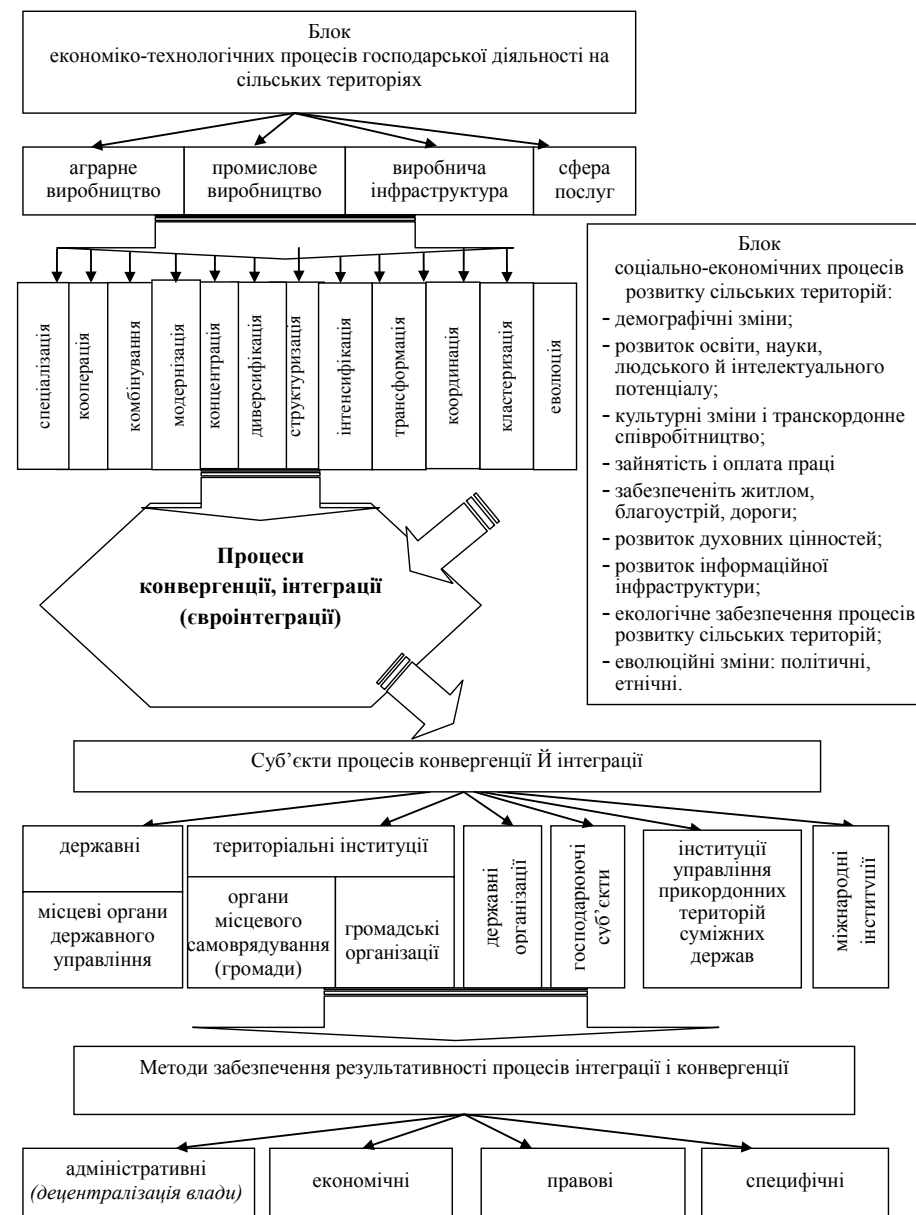 Блок
економіко-технологічних процесів господарської діяльності на
сільських територіях
аграрне
виробництво
промислове
виробництво
виробнича
інфраструктура
сфера
послуг
спеціалізація
кооперація
комбінування
модернізація
концентрація
диверсифікація
структуризація
інтенсифікація
трансформація
координація
кластеризація
еволюція
Блок
соціально-економічних процесів
розвитку сільських територій:
- демографічні зміни;
- розвиток освіти, науки,
людського й інтелектуального
потенціалу;
- культурні зміни і транскордонне
співробітництво;
- зайнятість і оплата праці
- забезпеченіть житлом,
благоустрій, дороги;
- розвиток духовних цінностей;
- розвиток інформаційної
інфраструктури;
- екологічне забезпечення процесів
розвитку сільських територій;
- еволюційні зміни: політичні,
етнічні.
Процеси
конвергенції, інтеграції
(євроінтеграції)
Суб’єкти процесів конвергенції Й інтеграції
державні
місцеві органи
державного
управління
територіальні інституції
органи
місцевого
самоврядування
(громади)
громадські
організації
державні
організації
господарюючі
суб’єкти
інституції
управління
прикордонних
територій
суміжних
держав
міжнародні
інституції
Методи забезпечення результативності процесів інтеграції і конвергенції
адміністративні
(децентралізація влади)
економічні
правові
специфічні